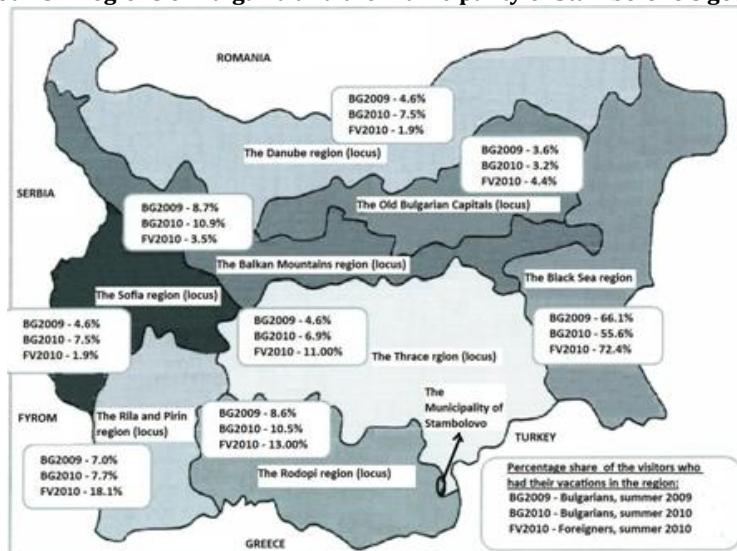 ROMANIA
BG2009 - 4.6%
BG2010 - 7.5%
FV2010 - 1.9%
The Danube region (locus)
BG2009 - 3.6%
BG2010 - 3.2%
FV2010 - 4.4%
SERBIA
The Old Bulgarian Capitals (locus)
BG2009 - 8.7%
BG2010 - 10.9%
FV2010 - 3.5%
The Balkan Mountains region (locus)
The Black Sea region
The Sofia region (locus)
BG2009 - 4.6%
BG2010 - 7.5%
FV2010 - 1.9%
BG2009 - 4.6%
BG2010 - 6.9%
FV2010 - 11.00%
The Thrace rgion (locus)
BG2009 - 66.1%
BG2010 - 55.6%
FV2010 - 72.4%
The
Municipality of
Stambolovo
FYROM
The Rila and Pirin
region (locus)
BG2009 - 8.6%
BG2010 - 10.5%
FV2010 - 13.00%
TURKEY
BG2009 - 7.0%
BG2010 - 7.7%
FV2010 - 18.1%
The Rodopi region (locus)
Percentage share of the visitors who
had their vacations in the region:
BG2009 - Bulgarians, summer 2009
BG2010 - Bulgarians, summer 2010
FV2010 - Foreigners, summer 2010
GREECE